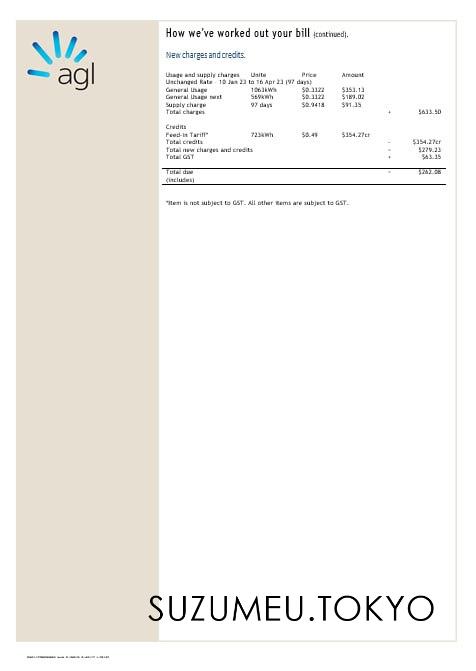 How we've worked out your bill (continued).
agl
New charges and credits.
Usage and supply charges Units Price Amount
Unchanged Rate - 10 Jan 23 to 16 Apr 23 (97 days)
General Usage 1063kWh $0.3322 $353.13
General Usage next 569kWh $0.3322 $189.02
Supply charge 97 days $0.9418 $91.35
Total charges + $633.50
Credits
Feed-in Tariff* 723kWh $0.49 $354.27cr
Total credits - $354.27cr
Total new charges and credits = $279.23
Total GST + $63.35
Total due = $262.08
(includes)
*Item is not subject to GST. All other items are subject to GST.
SUZUMEU.TOKYO